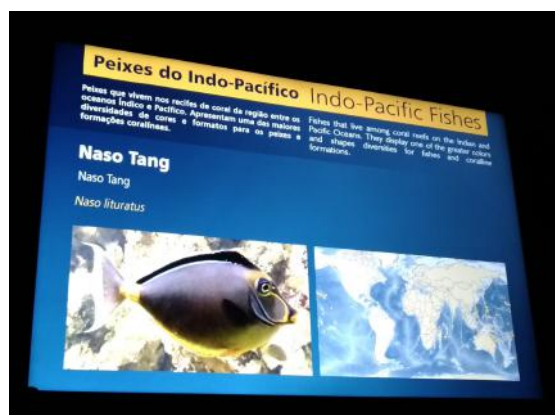 Peixes do Indo-Pacífico Indo-Pacific Fishes
Peixes que vivem nos recifes de coral da região entre os
oceanos Índico e Pacífico. Apresentam uma das maiores
diversidades de cores e formatos para os peixes e
formações coralíneas.
Fishes that live among coral reefs on the Indian and
Pacific Oceans. They display one of the greater colors
and shapes diversities for fishes and coralline
formations.
Naso Tang
Naso Tang
Naso lituratus